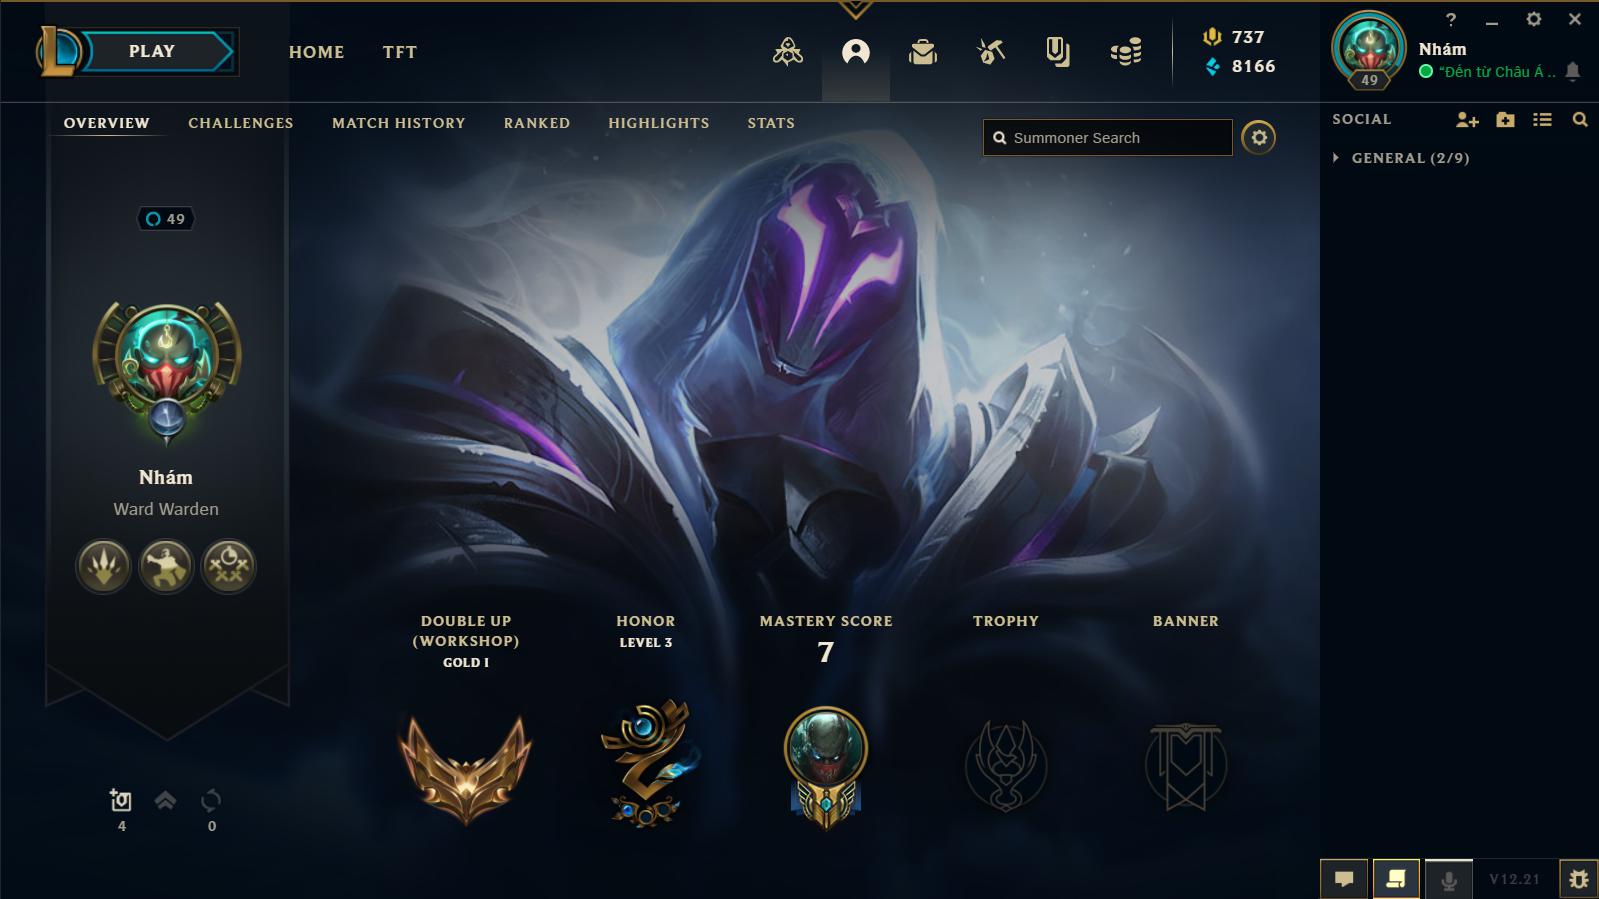 PLAY
HOME
TFT
737
8166
?
Nhám
"Đến từ Châu Á ..
49
OVERVIEW
CHALLENGES
MATCH HISTORY
RANKED
HIGHLIGHTS
STATS
Summoner Search
SOCIAL
GENERAL (2/9)
49
Nhám
Ward Warden
DOUBLE UP
(WORKSHOP)
GOLD I
HONOR
LEVEL 3
MASTERY SCORE
7
TROPHY
BANNER
4
0
V12.21